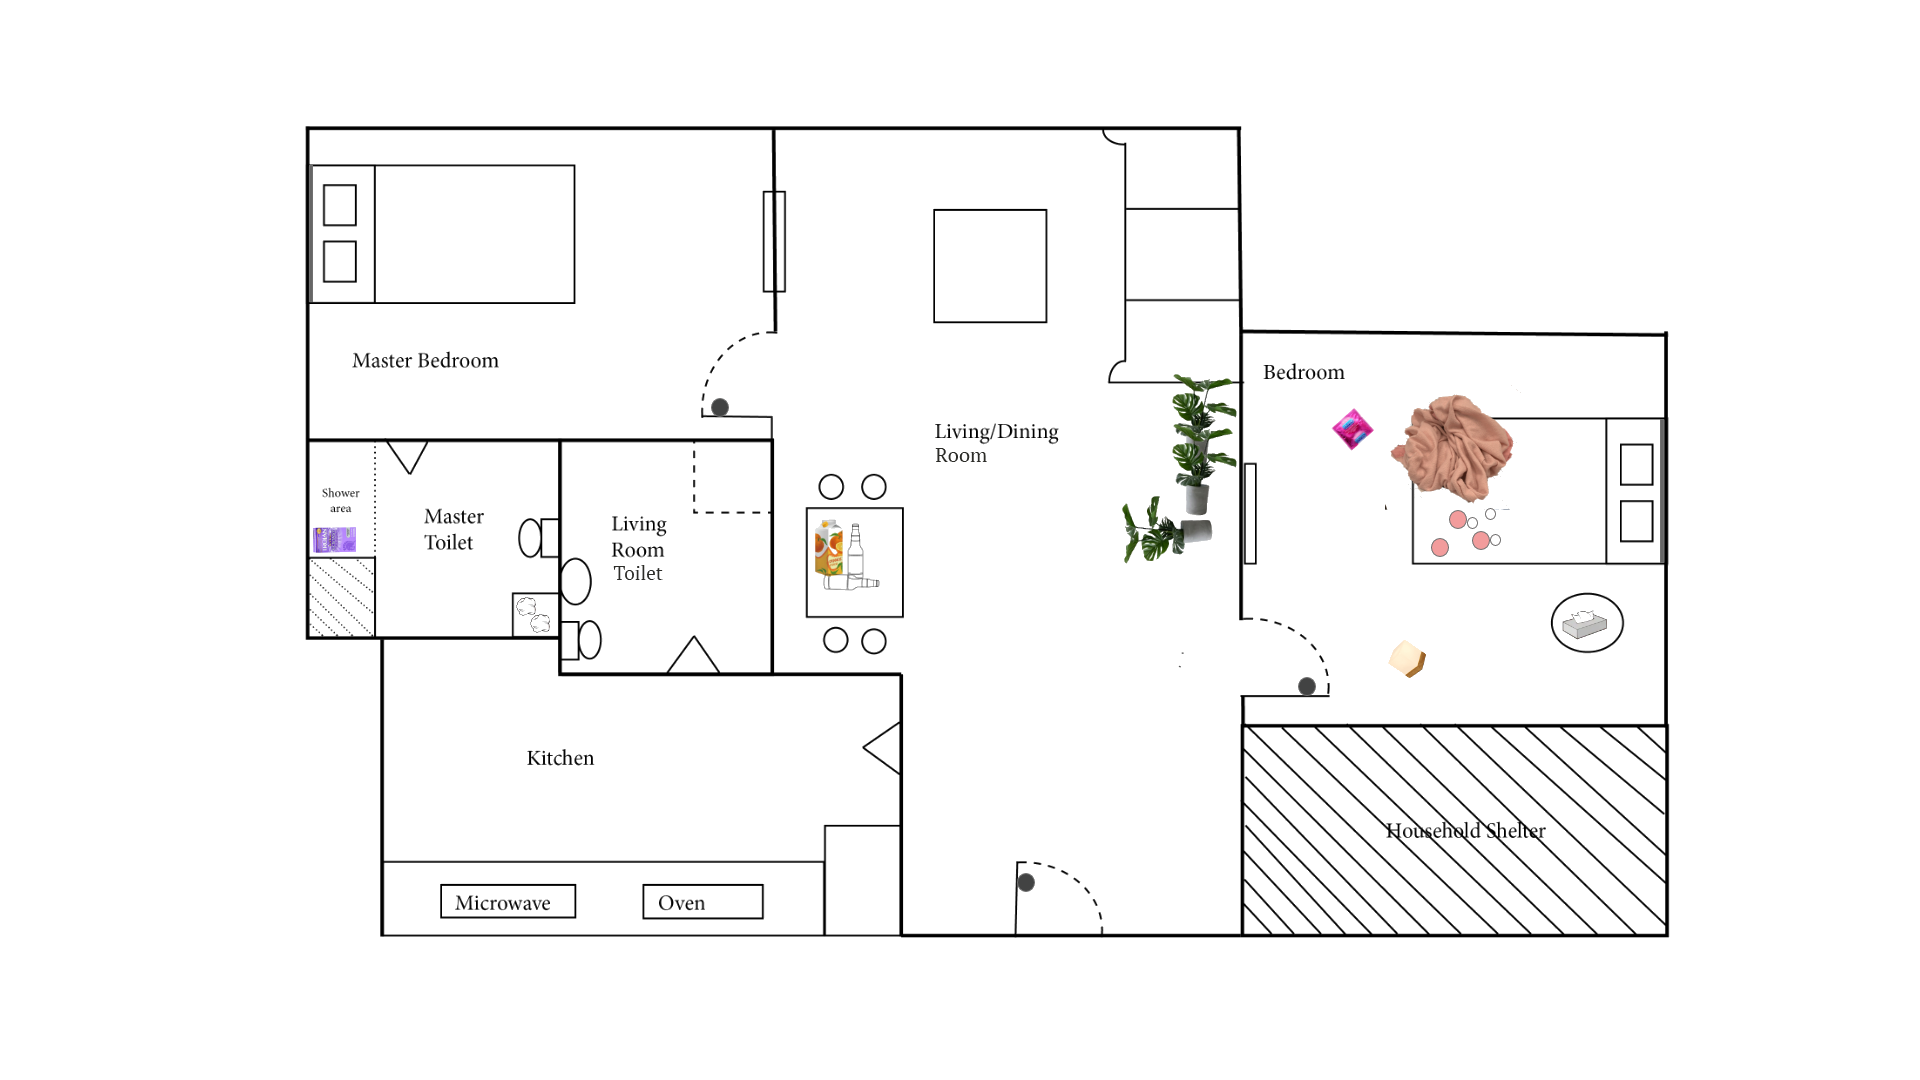 Master Bedroom
Bedroom
Living/Dining
Room
Shower
area
Master
Toilet
Living
Room
Toilet
Kitchen
Household Shelter
Microwave
Oven